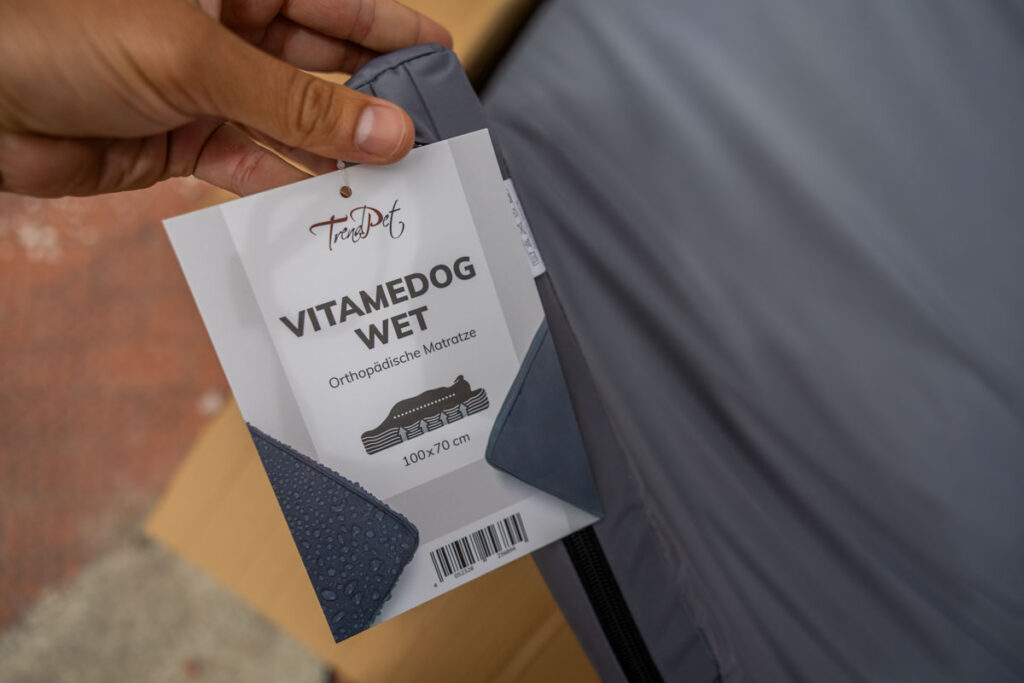 TrendPet
VITAMEDOG
WET
Orthopädische Matratze
100x70 cm